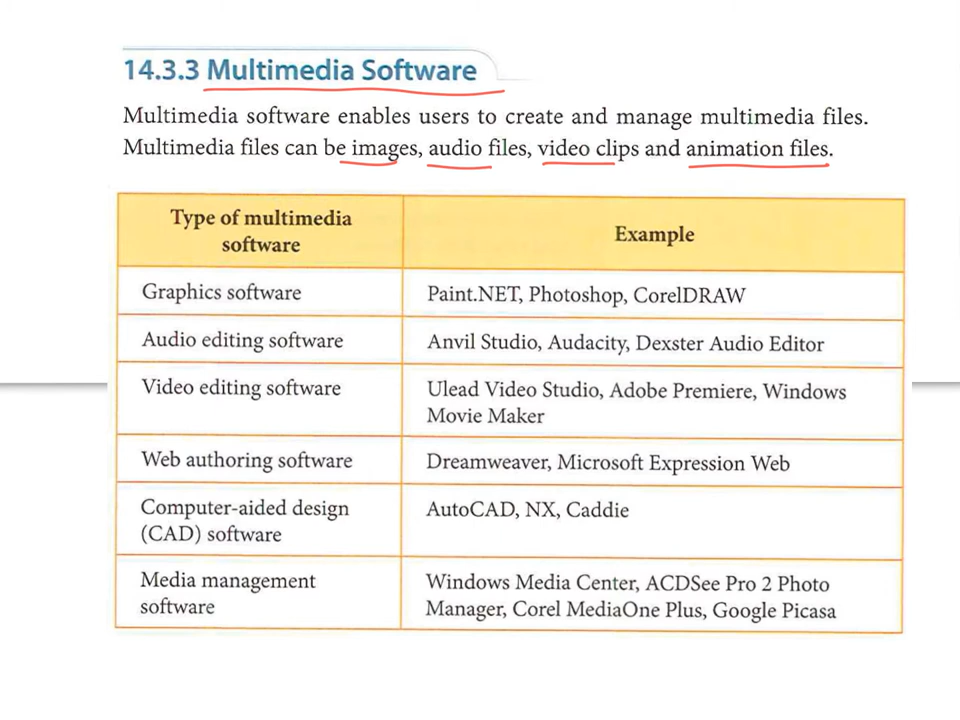 14.3.3 Multimedia Software
Multimedia software enables users to create and manage multimedia files.
Multimedia files can be images, audio files, video clips and animation files.
Type of multimedia
software
Example
Graphics software
Paint.NET, Photoshop, CorelDRAW
Audio editing software
Anvil Studio, Audacity, Dexster Audio Editor
Video editing software
Ulead Video Studio, Adobe Premiere, Windows
Movie Maker
Web authoring software
Dreamweaver, Microsoft Expression Web
Computer-aided design
(CAD) software
AutoCAD, NX, Caddie
Media management
software
Windows Media Center, ACDSee Pro 2 Photo
Manager, Corel MediaOne Plus, Google Picasa